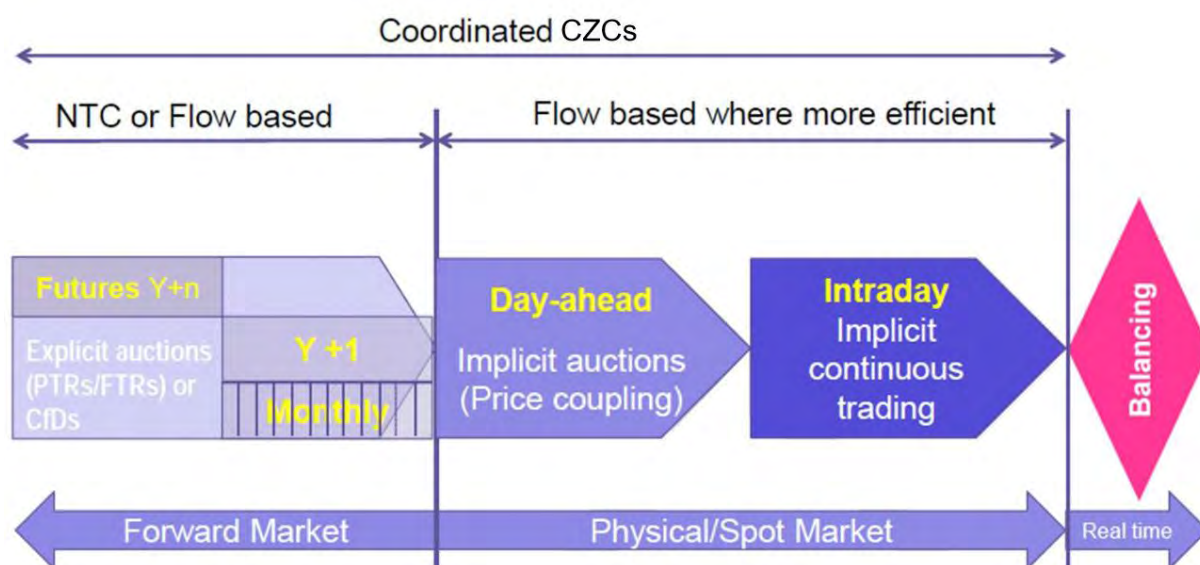 Coordinated CZCs
NTC or Flow based
Flow based where more efficient
Futures Y+n
Explicit auctions
(PTRs/FTRs) or
CfDs
Y +1
Monthly
Day-ahead
Implicit auctions
(Price coupling)
Intraday
Implicit
continuous
trading
Balancing
Forward Market
Physical/Spot Market
Real time